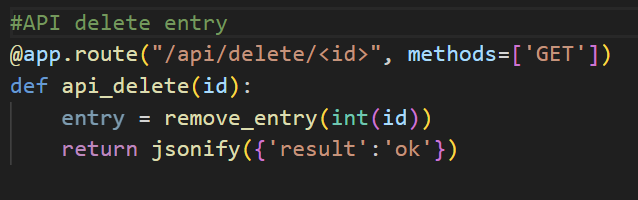 #API delete entry
@app.route("/api/delete/<id>", methods=['GET'])
def api_delete(id):
    entry = remove_entry(int(id))
    return jsonify({'result':'ok'})